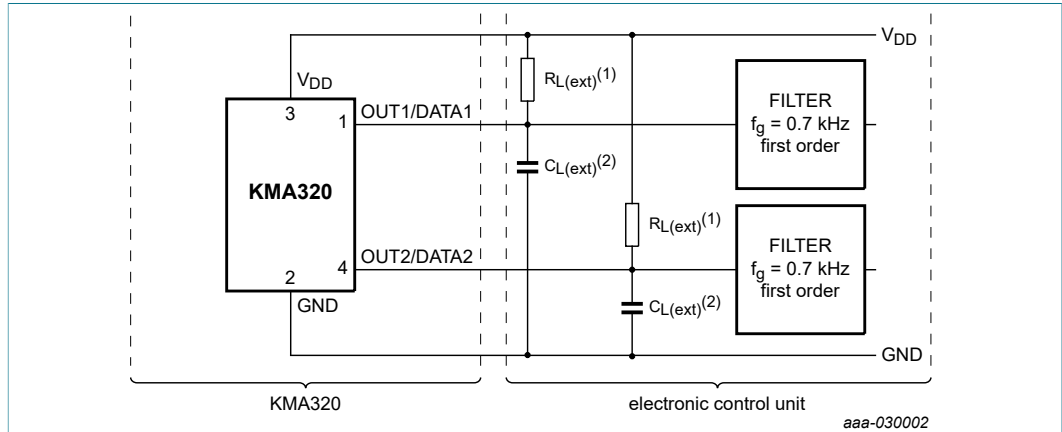 V_DD
V_DD
R_L(ext)^(1)
FILTER
f_g = 0.7 kHz
first order
3
1
OUT1/DATA1
C_L(ext)^(2)
KMA320
R_L(ext)^(1)
FILTER
f_g = 0.7 kHz
first order
2
4
OUT2/DATA2
GND
C_L(ext)^(2)
GND
KMA320
electronic control unit
aaa-030002